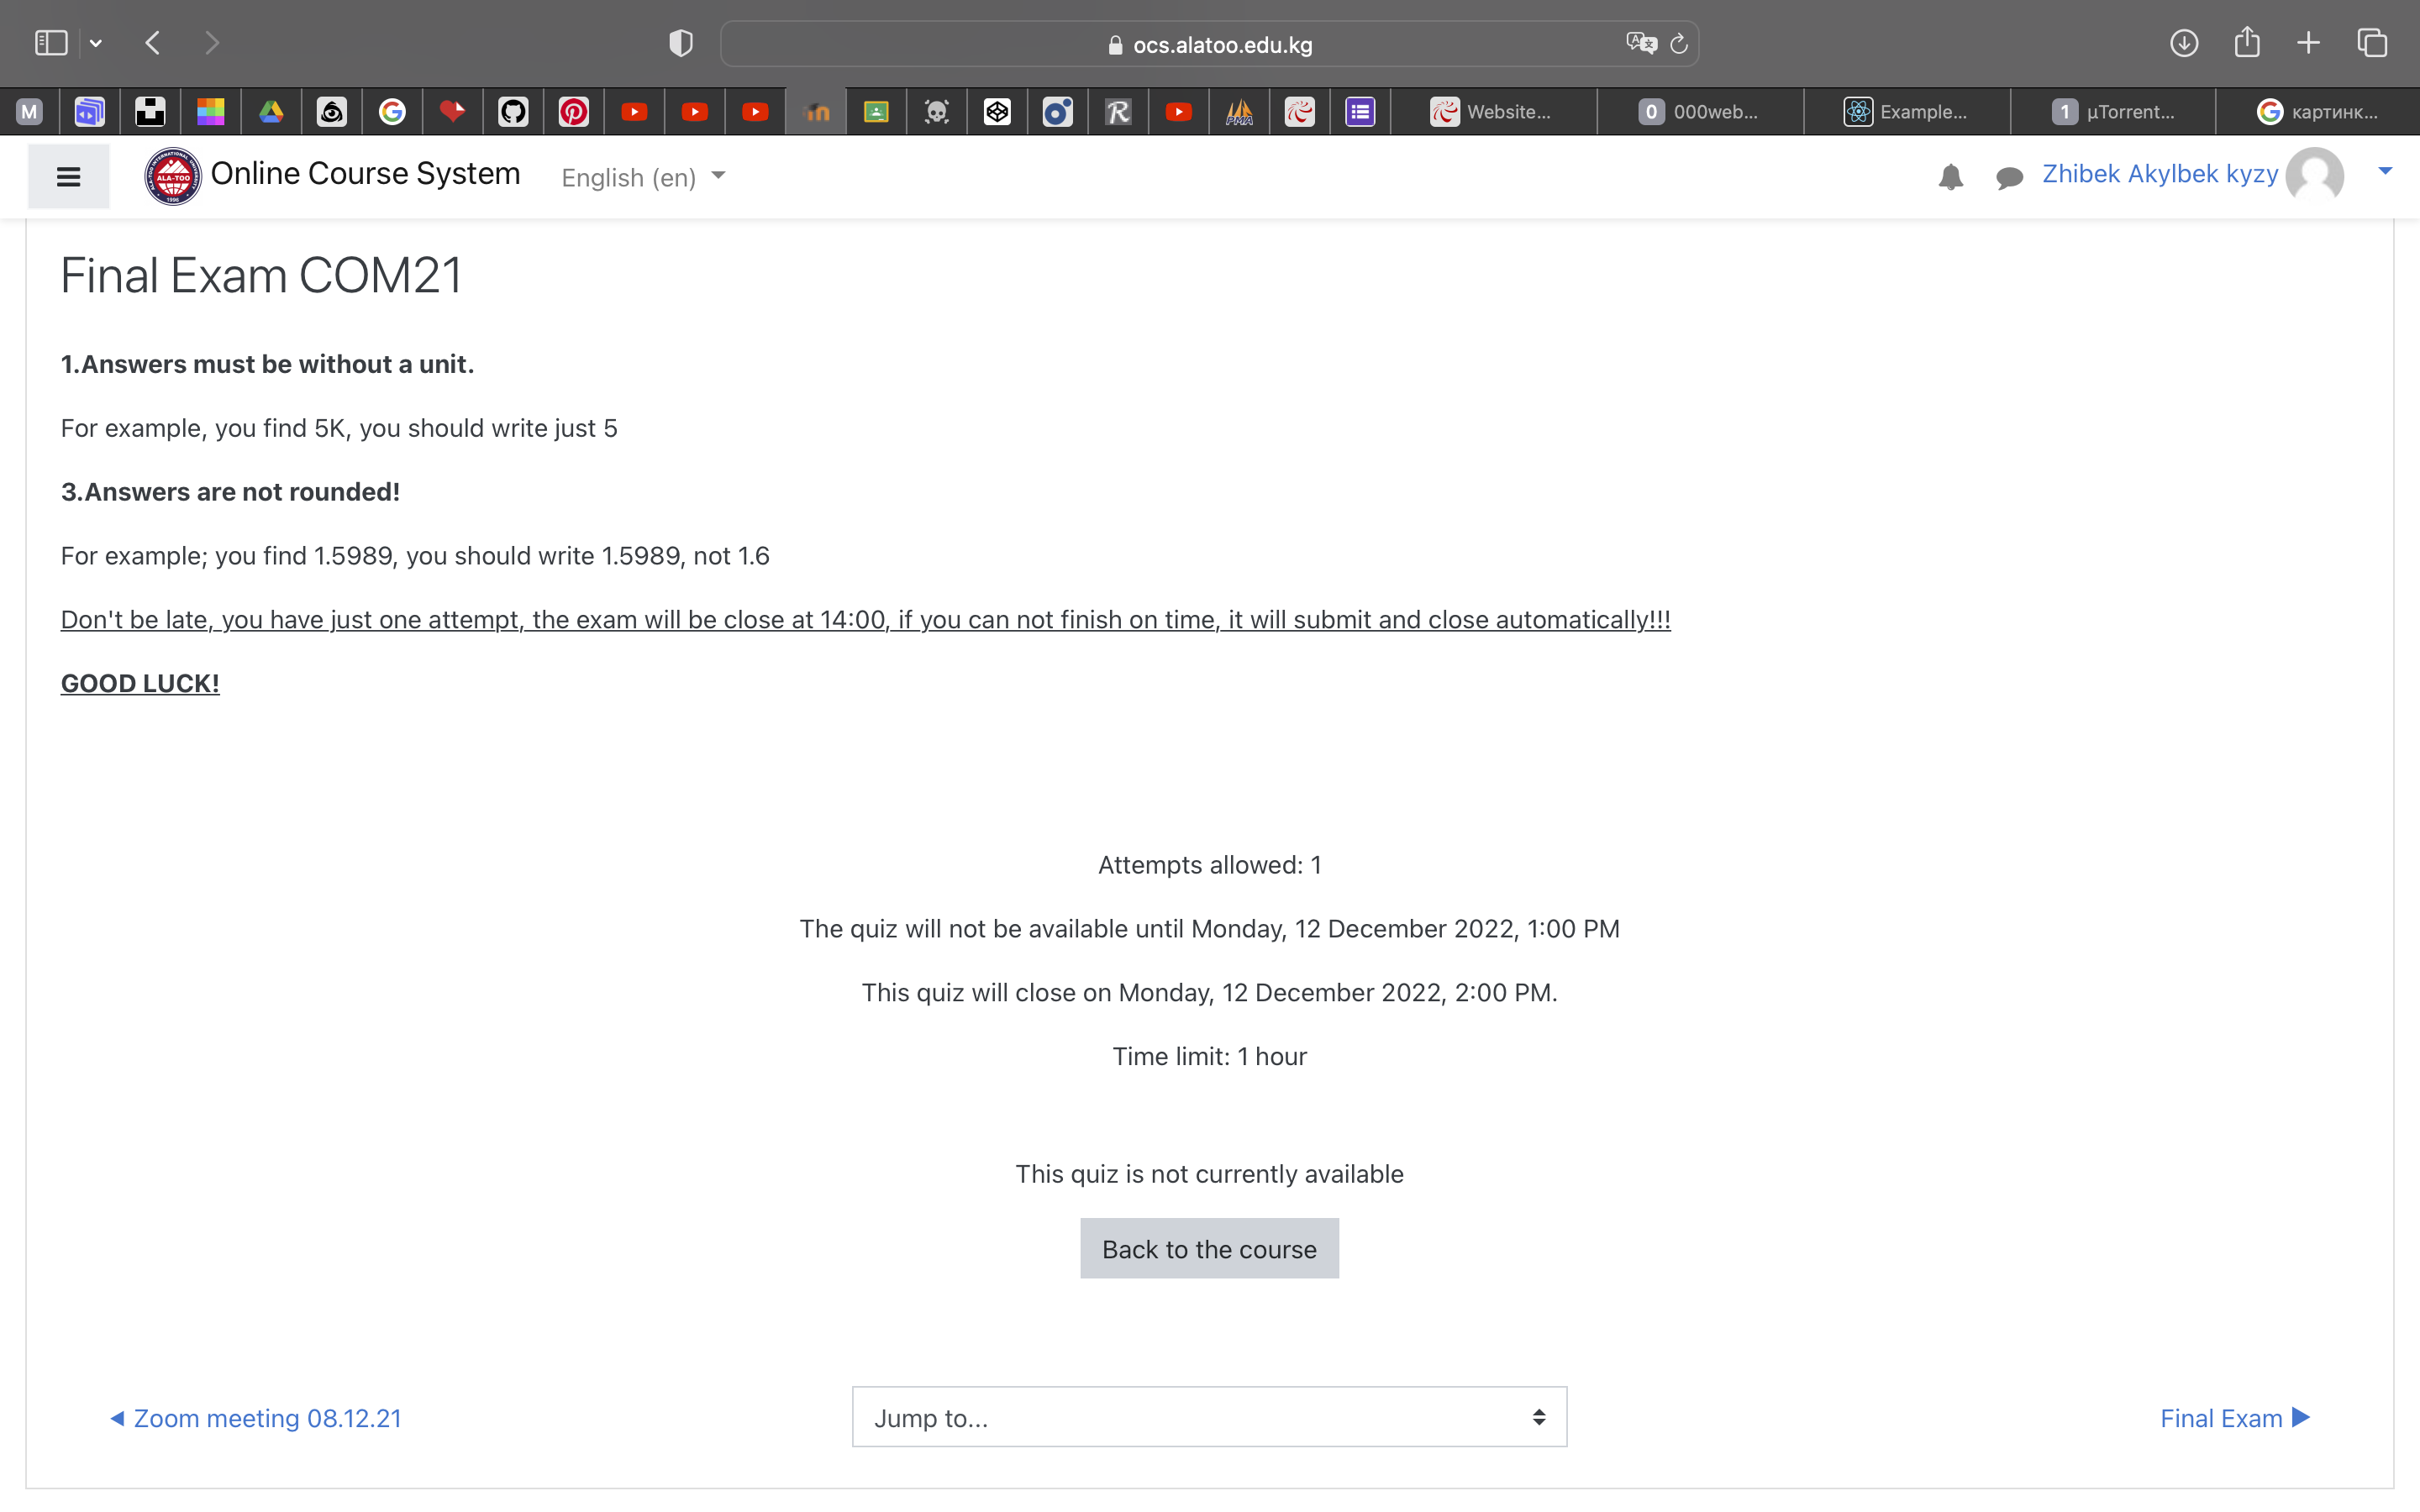 ocs.alatoo.edu.kg
M
Website...
0 000web...
Example...
1 µTorrent...
картинк...
ALA-TOO
1996
Online Course System
English (en)
Zhibek Akylbek kyzy
Final Exam COM21
1.Answers must be without a unit.
For example, you find 5K, you should write just 5
3.Answers are not rounded!
For example; you find 1.5989, you should write 1.5989, not 1.6
Don't be late, you have just one attempt, the exam will be close at 14:00, if you can not finish on time, it will submit and close automatically!!!
GOOD LUCK!
Attempts allowed: 1
The quiz will not be available until Monday, 12 December 2022, 1:00 PM
This quiz will close on Monday, 12 December 2022, 2:00 PM.
Time limit: 1 hour
This quiz is not currently available
Back to the course
◀ Zoom meeting 08.12.21
Jump to...
Final Exam ▶